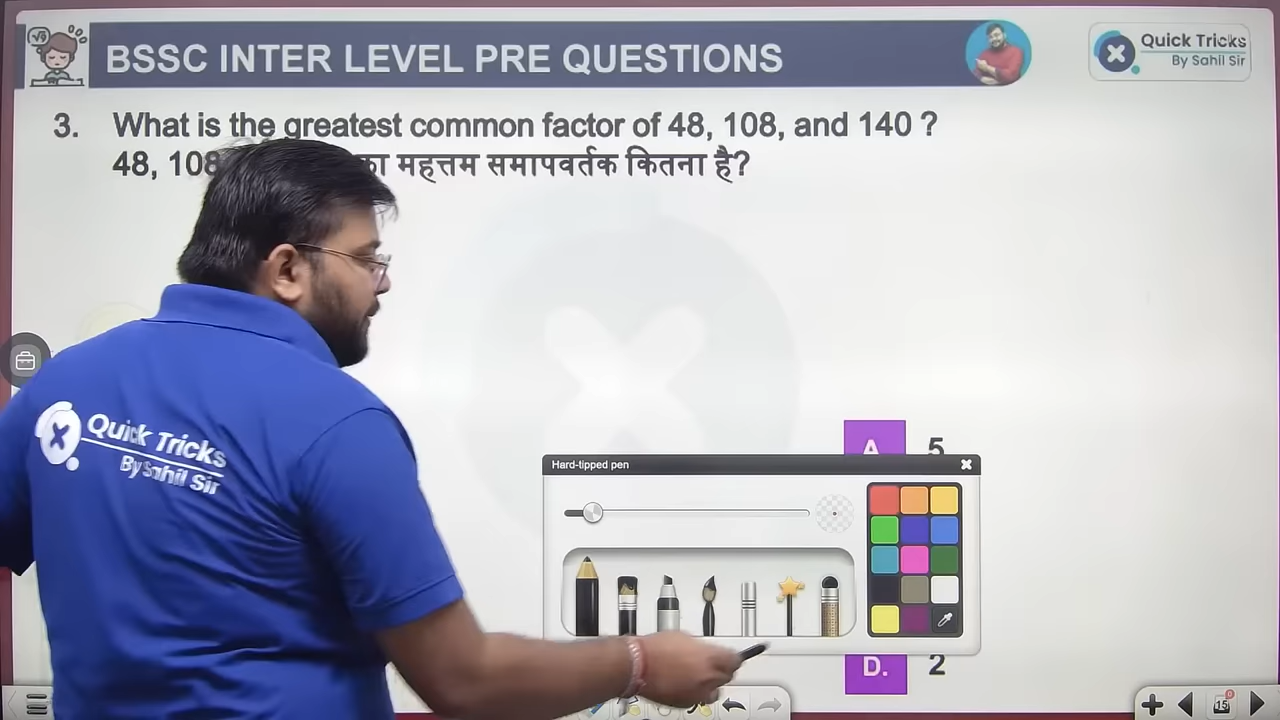 BSSC INTER LEVEL PRE QUESTIONS
Quick Tricks
By Sahil Sir
3. What is the greatest common factor of 48, 108, and 140 ?
48, 108 का महत्तम समापवर्तक कितना है?
Quick Tricks
By Sahil Sir
A. 5
Hard-tipped pen
D. 2
15